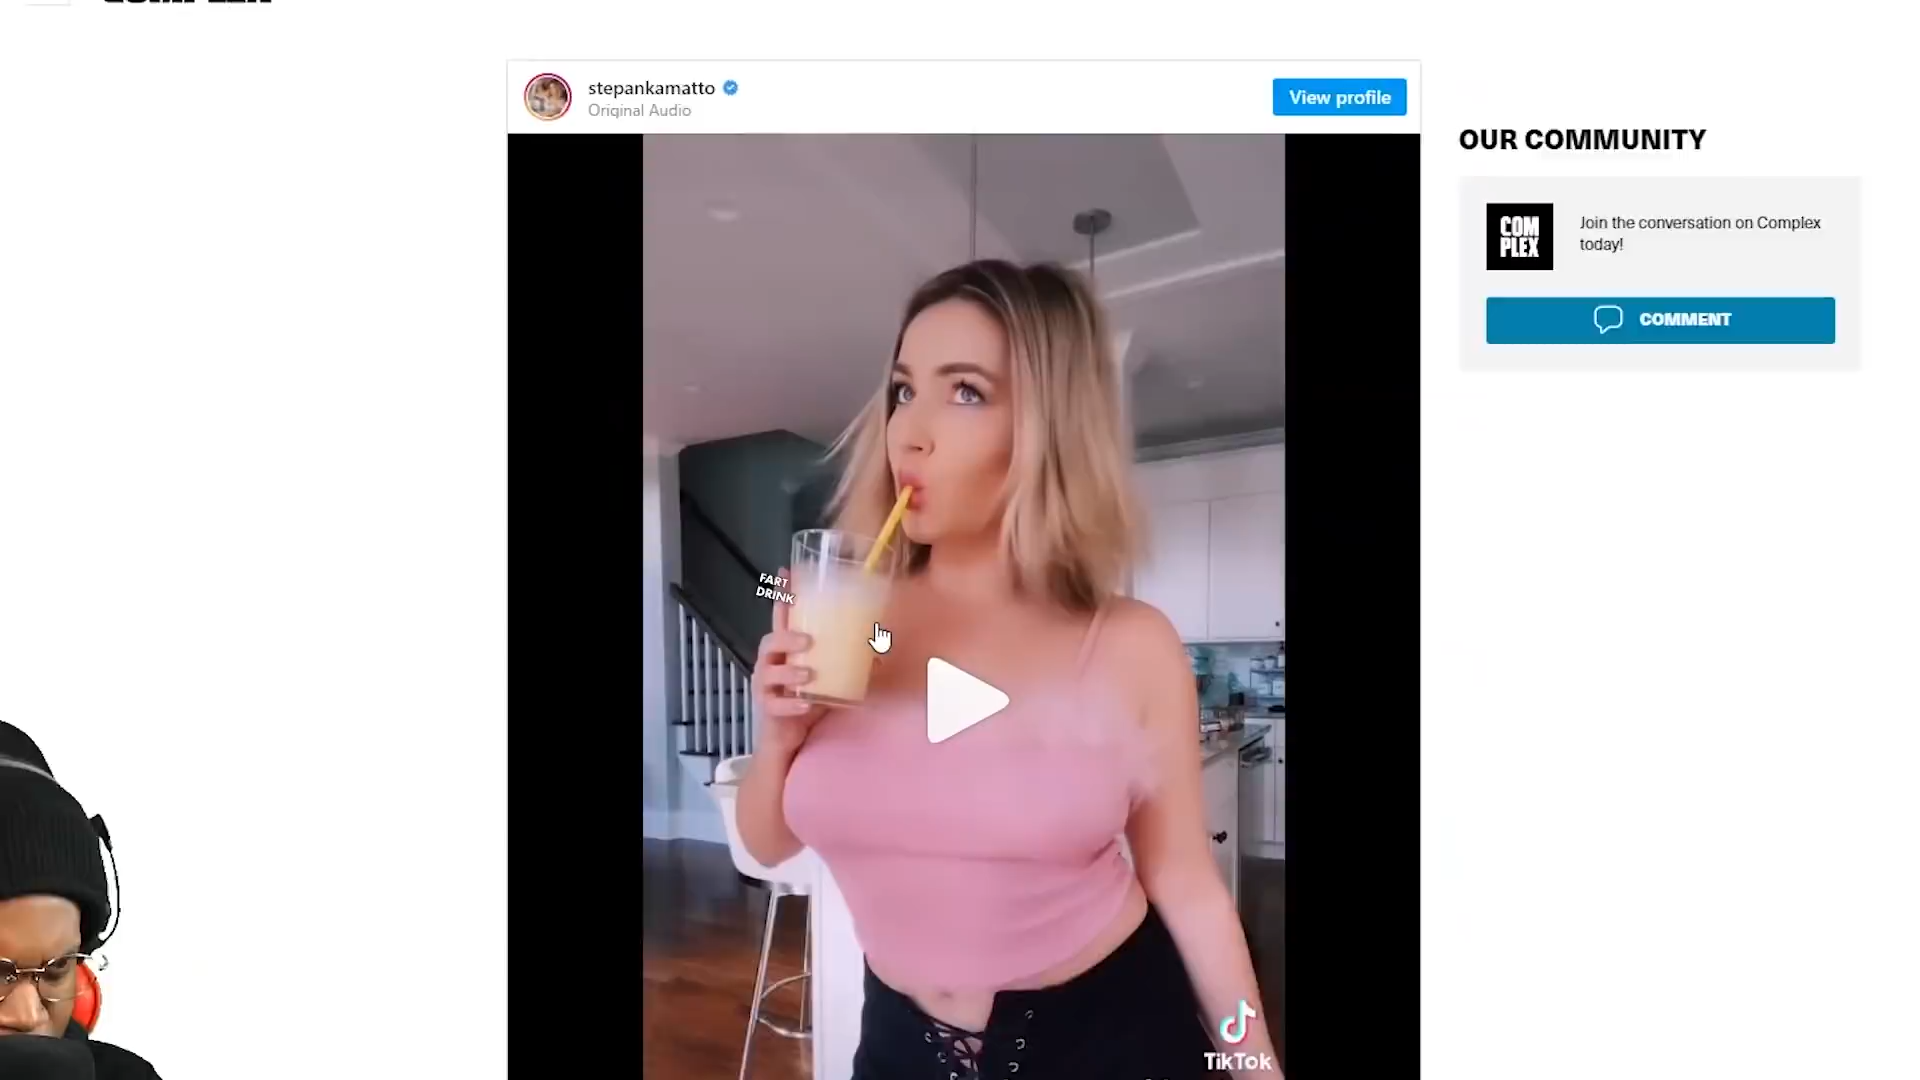 COMPLEX
stepankamatto
Original Audio
View profile
OUR COMMUNITY
COM
PLEX
Join the conversation on Complex
today!
COMMENT
FART
DRINK
TikTok